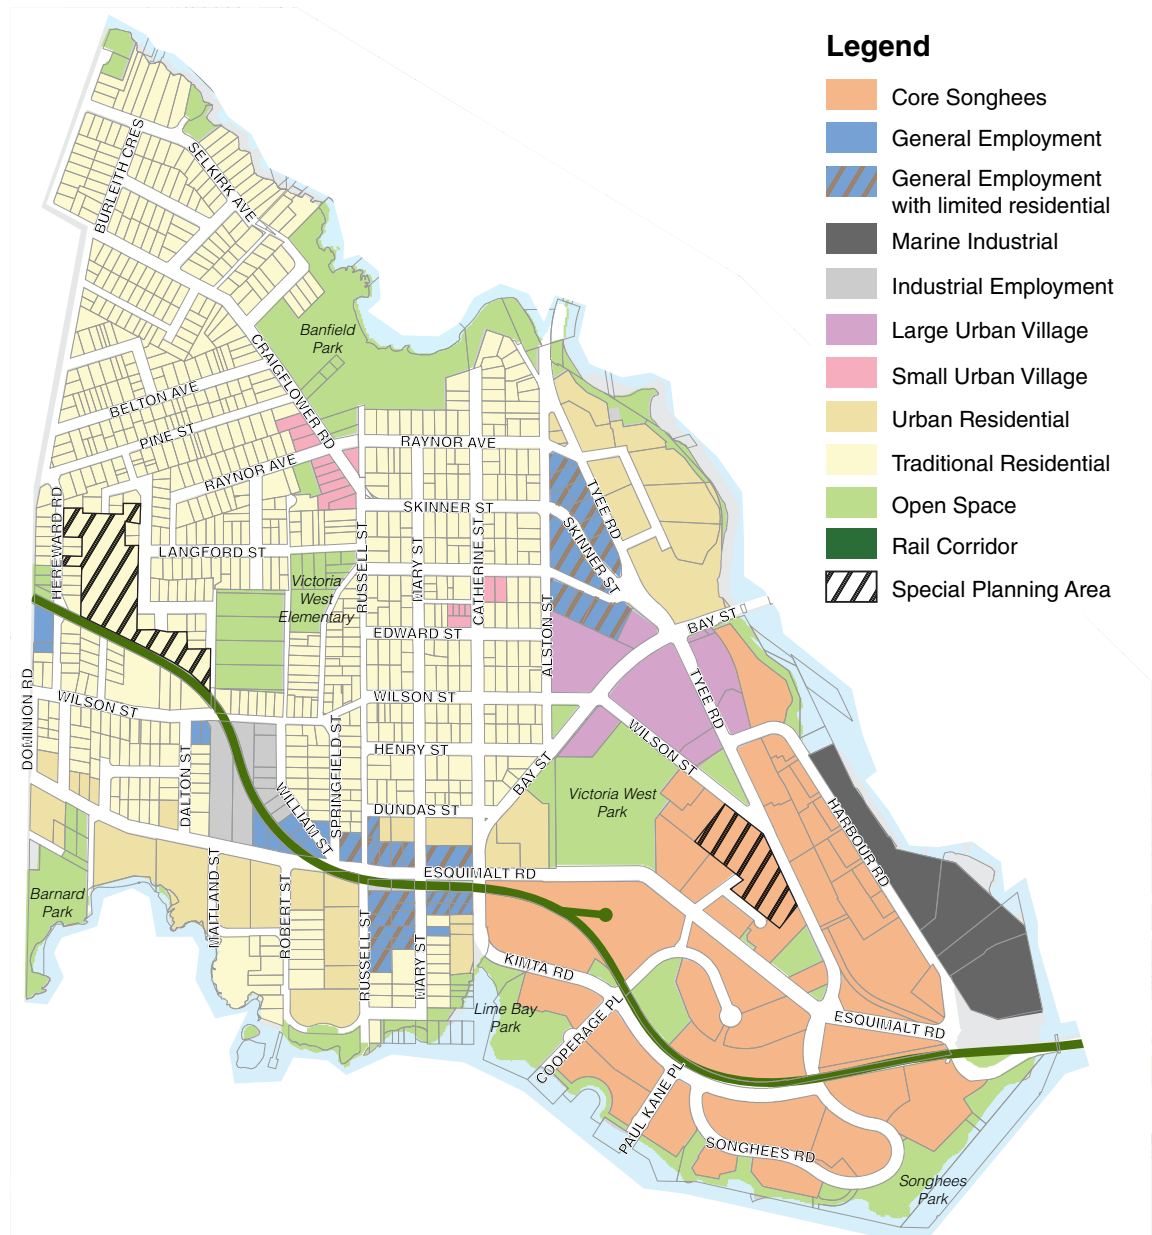 Legend
Core Songhees
General Employment
General Employment
with limited residential
Marine Industrial
Industrial Employment
Large Urban Village
Small Urban Village
Urban Residential
Traditional Residential
Open Space
Rail Corridor
Special Planning Area
BURLEITH CRES
SELKIRK AVE
Banfield
Park
CRAIGFLOWER RD
BELTON AVE
PINE ST
RAYNOR AVE
RAYNOR AVE
SKINNER ST
TYEE RD
SKINNER ST
HEREWARD RD
LANGFORD ST
RUSSELL ST
MARY ST
CATHERINE ST
Victoria
West
Elementary
EDWARD ST
ALSTON ST
BAY ST
DOMINION RD
WILSON ST
WILSON ST
TYEE RD
WILSON ST
HENRY ST
BAY ST
DALTON ST
WILLIAM ST
SPRINGFIELD ST
DUNDAS ST
Victoria West
Park
HARBOUR RD
MAITLAND ST
ROBERT ST
ESQUIMALT RD
Barnard
Park
RUSSELL ST
MARY ST
KIMTA RD
Lime Bay
Park
COOPERAGE PL
ESQUIMALT RD
PAUL KANE PL
SONGHEES RD
Songhees
Park